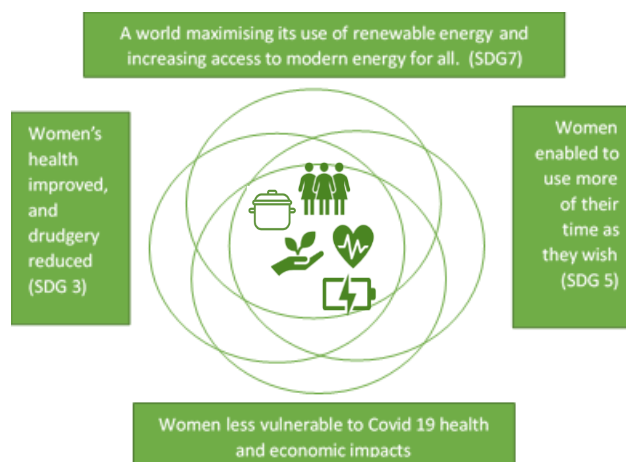 A world maximising its use of renewable energy and
increasing access to modern energy for all.  (SDG7)
Women's
health
improved,
and
drudgery
reduced
(SDG 3)
Women
enabled to
use more
of their
time as
they wish
(SDG 5)
Women less vulnerable to Covid 19 health
and economic impacts